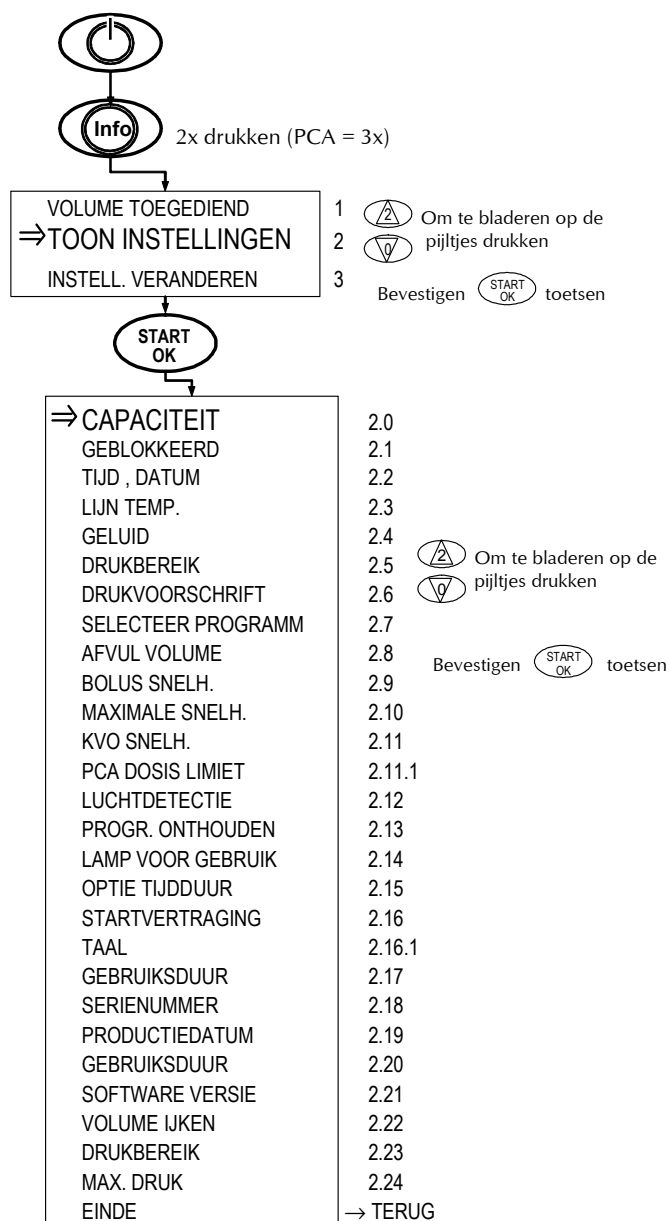 Info
2x drukken (PCA = 3x)
VOLUME TOEGEDIEND 1
⇒TOON INSTELLINGEN 2
INSTELL. VERANDEREN 3
2 Om te bladeren op de
0 pijltjes drukken
Bevestigen START OK toetsen
START
OK
⇒ CAPACITEIT 2.0
GEBLOKKEERD 2.1
TIJD , DATUM 2.2
LIJN TEMP. 2.3
GELUID 2.4
DRUKBEREIK 2.5
DRUKVOORSCHRIFT 2.6
SELECTEER PROGRAMM 2.7
AFVUL VOLUME 2.8
BOLUS SNELH. 2.9
MAXIMALE SNELH. 2.10
KVO SNELH. 2.11
PCA DOSIS LIMIET 2.11.1
LUCHTDETECTIE 2.12
PROGR. ONTHOUDEN 2.13
LAMP VOOR GEBRUIK 2.14
OPTIE TIJDDUUR 2.15
STARTVERTRAGING 2.16
TAAL 2.16.1
GEBRUIKSDUUR 2.17
SERIENUMMER 2.18
PRODUCTIEDATUM 2.19
GEBRUIKSDUUR 2.20
SOFTWARE VERSIE 2.21
VOLUME IJKEN 2.22
DRUKBEREIK 2.23
MAX. DRUK 2.24
EINDE → TERUG
2 Om te bladeren op de
0 pijltjes drukken
Bevestigen START OK toetsen